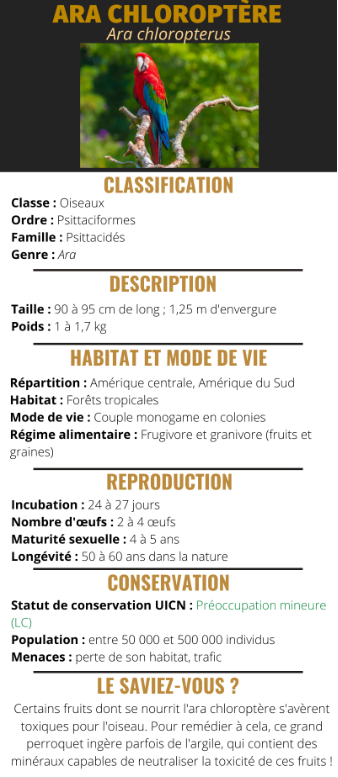 ARA CHLOROPTÈRE
Ara chloropterus
CLASSIFICATION
Classe : Oiseaux
Ordre : Psittaciformes
Famille : Psittacidés
Genre : Ara
DESCRIPTION
Taille : 90 à 95 cm de long ; 1,25 m d'envergure
Poids : 1 à 1,7 kg
HABITAT ET MODE DE VIE
Répartition : Amérique centrale, Amérique du Sud
Habitat : Forêts tropicales
Mode de vie : Couple monogame en colonies
Régime alimentaire : Frugivore et granivore (fruits et
graines)
REPRODUCTION
Incubation : 24 à 27 jours
Nombre d'œufs : 2 à 4 œufs
Maturité sexuelle : 4 à 5 ans
Longévité : 50 à 60 ans dans la nature
CONSERVATION
Statut de conservation UICN : Préoccupation mineure
(LC)
Population : entre 50 000 et 500 000 individus
Menaces : perte de son habitat, trafic
LE SAVIEZ-VOUS ?
Certains fruits dont se nourrit l'ara chloroptère s'avèrent
toxiques pour l'oiseau. Pour remédier à cela, ce grand
perroquet ingère parfois de l'argile, qui contient des
minéraux capables de neutraliser la toxicité de ces fruits !